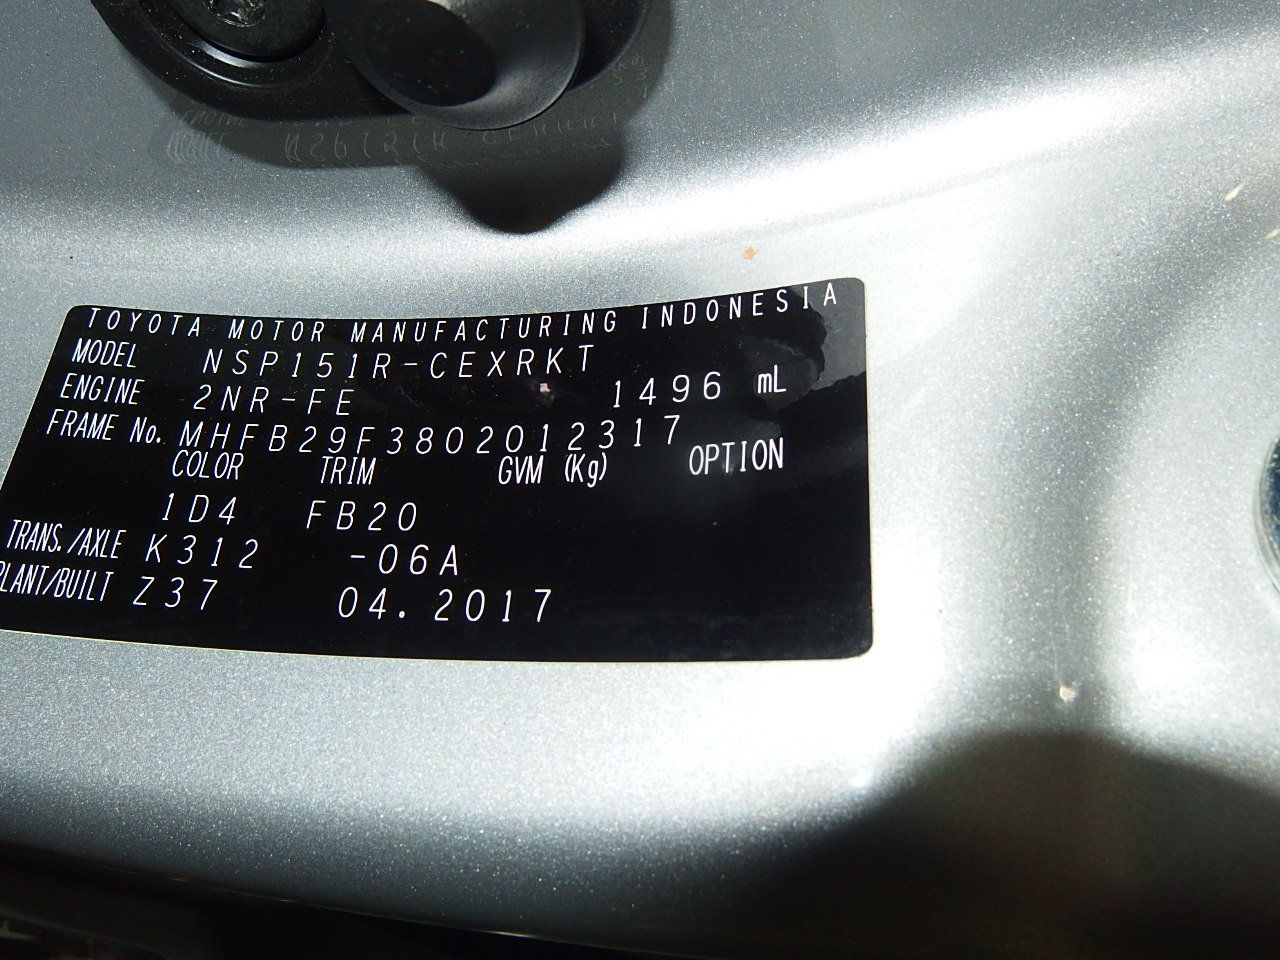 TOYOTA MOTOR MANUFACTURING INDONESIA
MODEL NSP151R-CEXRKT
ENGINE 2NR-FE 1496 mL
FRAME No. MHFB29F3802012317
COLOR TRIM GVM (Kg) OPTION
1D4 FB20
TRANS./AXLE K312 -06A
PLANT/BUILT Z37 04.2017